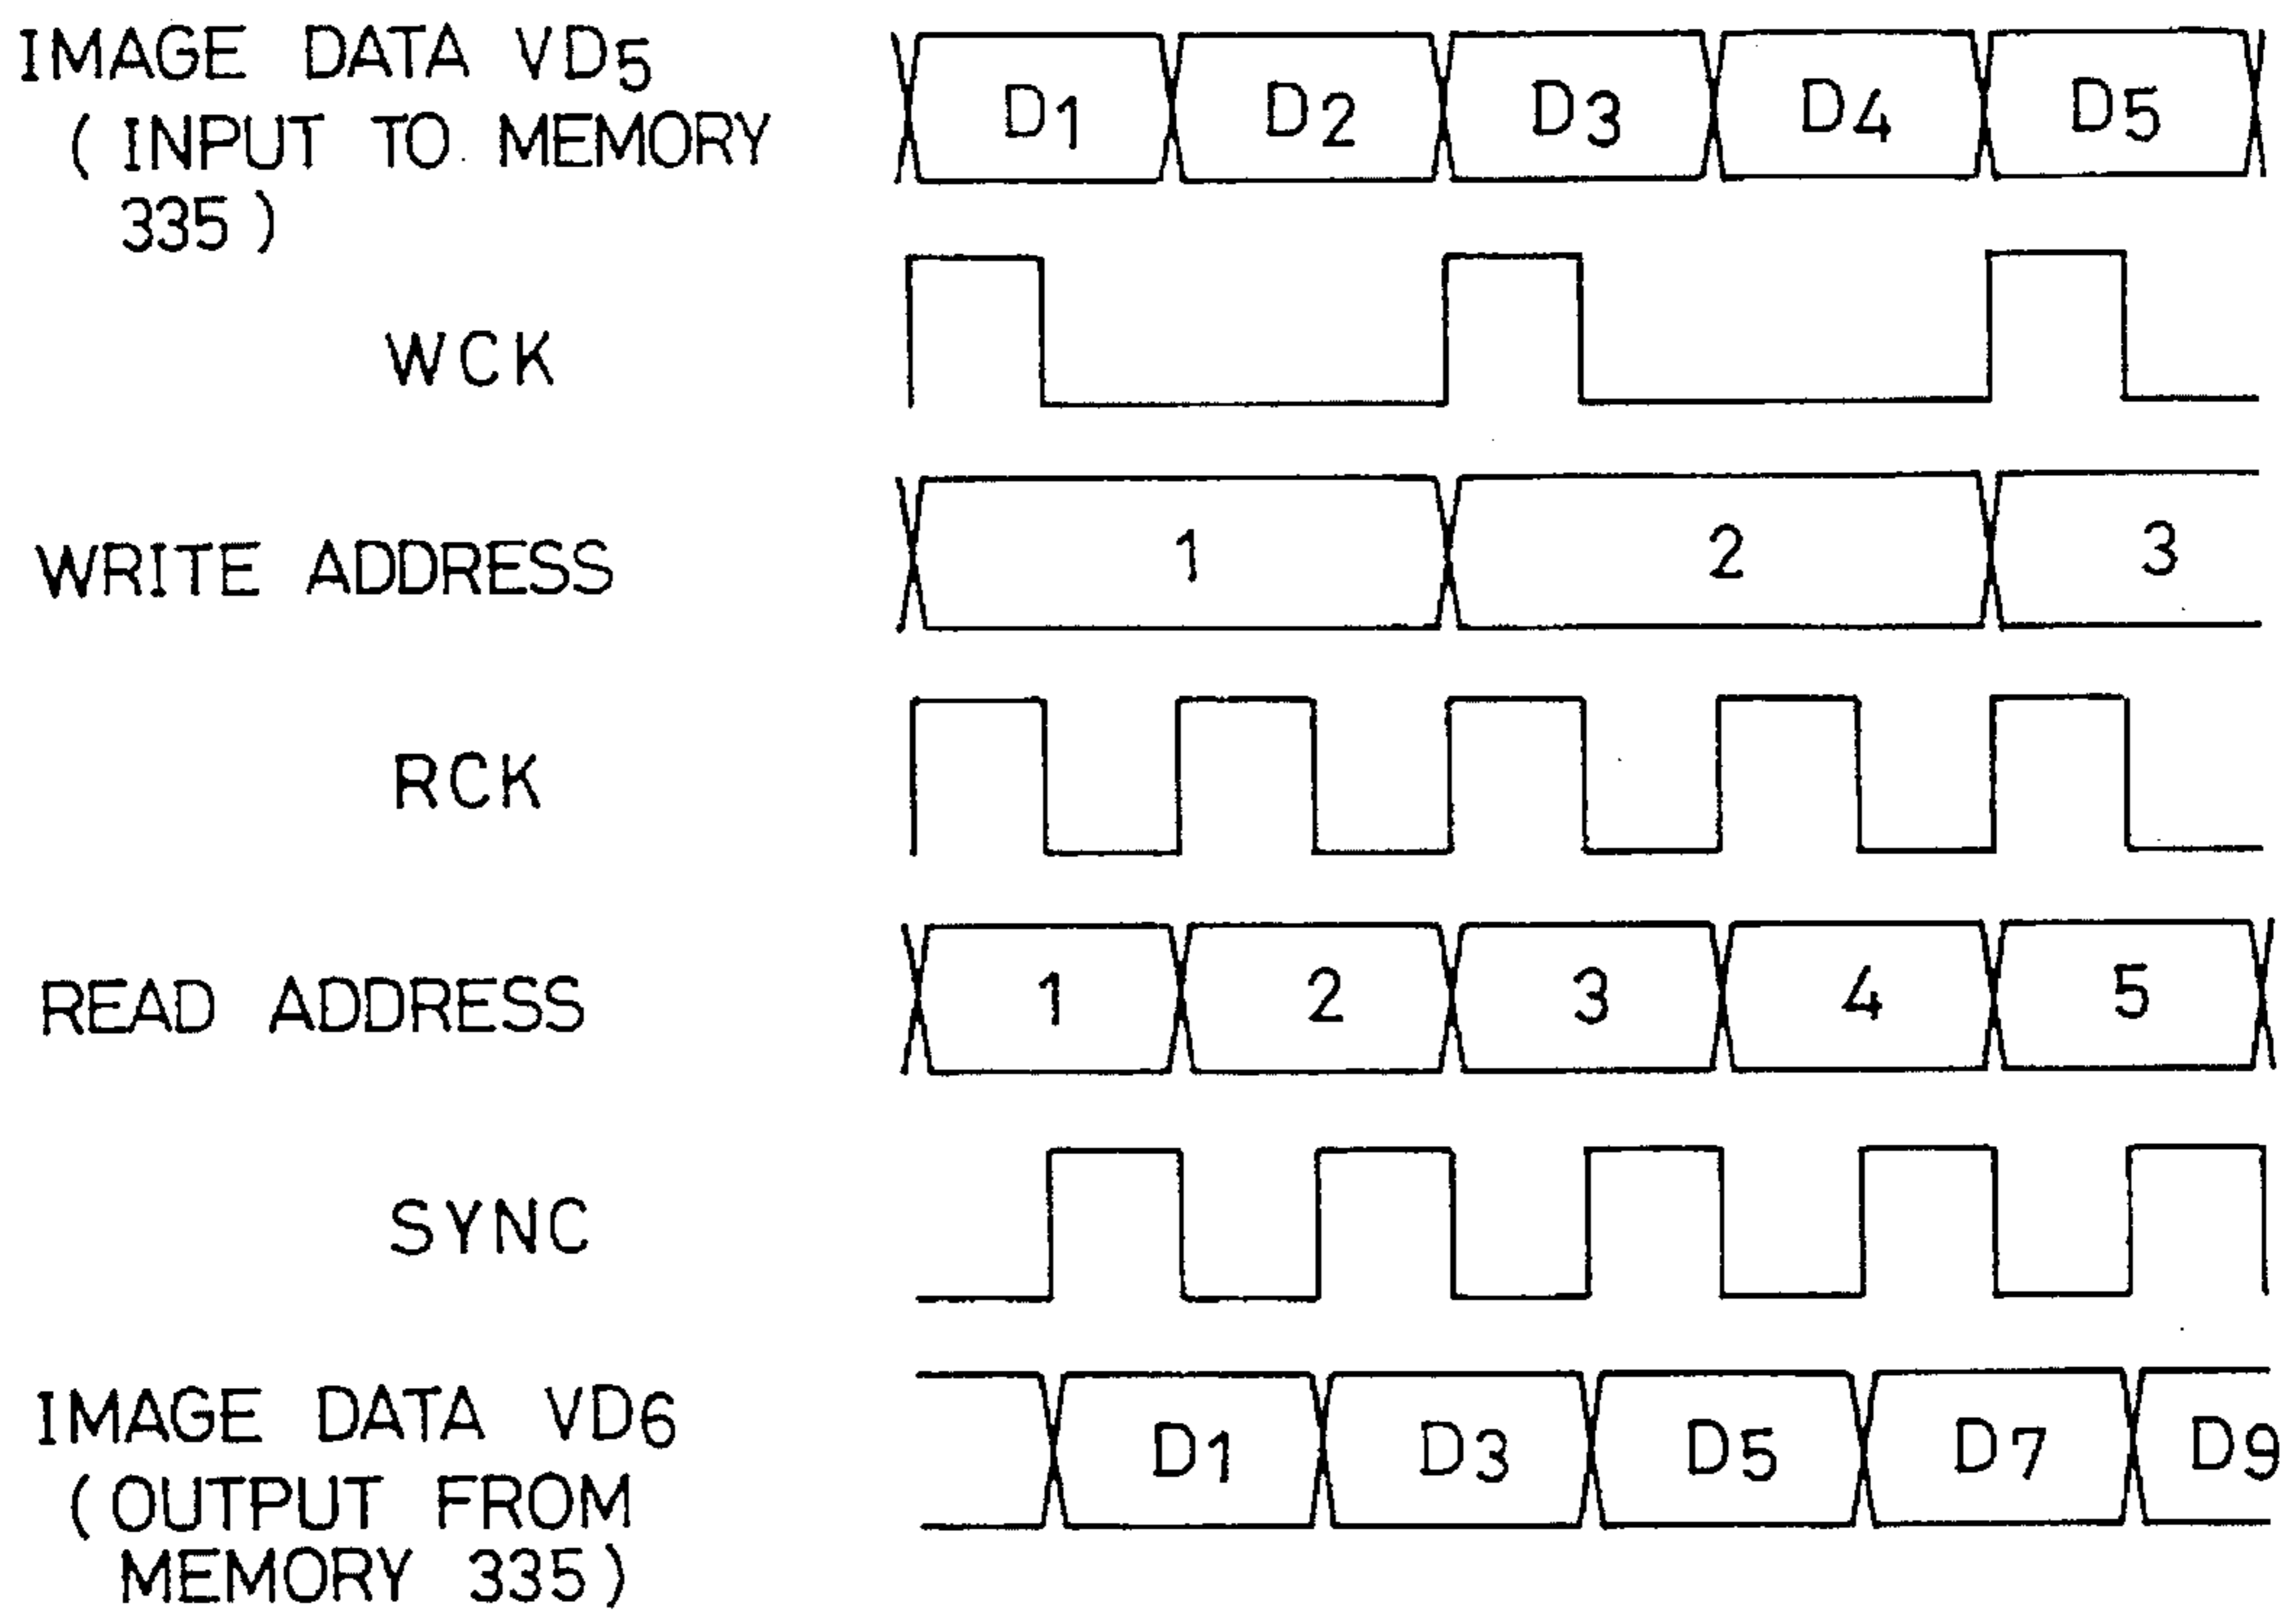 IMAGE DATA VD5
(INPUT TO MEMORY
335)
D1 D2 D3 D4 D5
WCK
WRITE ADDRESS
1 2 3
RCK
READ ADDRESS
1 2 3 4 5
SYNC
IMAGE DATA VD6
(OUTPUT FROM
MEMORY 335)
D1 D3 D5 D7 D9